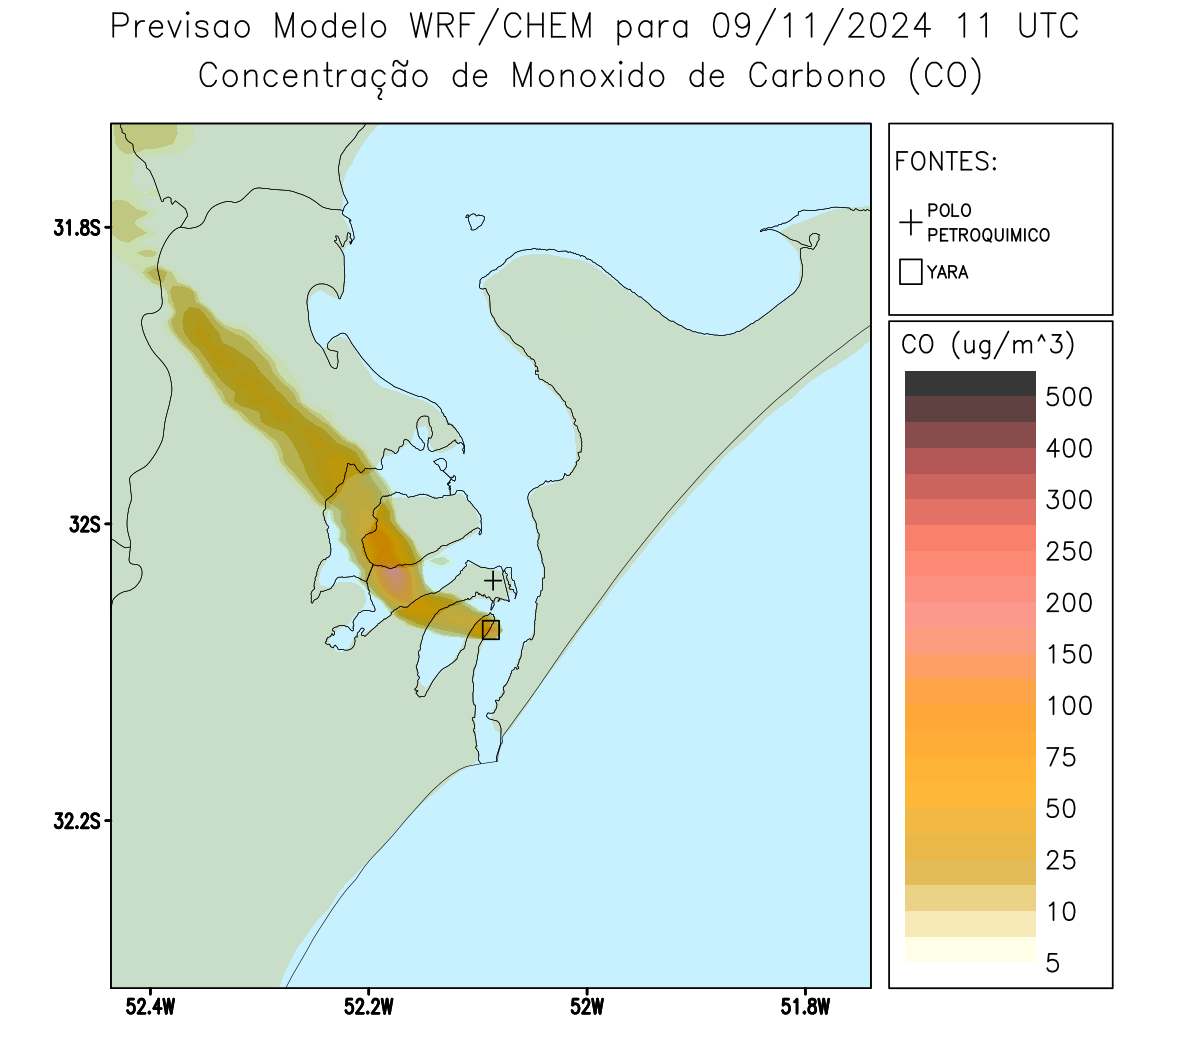 Previsao Modelo WRF/CHEM para 09/11/2024 11 UTC
Concentração de Monoxido de Carbono (CO)
FONTES:
POLO
PETROQUIMICO
YARA
CO (ug/m^3)
500
400
300
250
200
150
100
75
50
25
10
5
31.8S
32S
32.2S
52.4W
52.2W
52W
51.8W